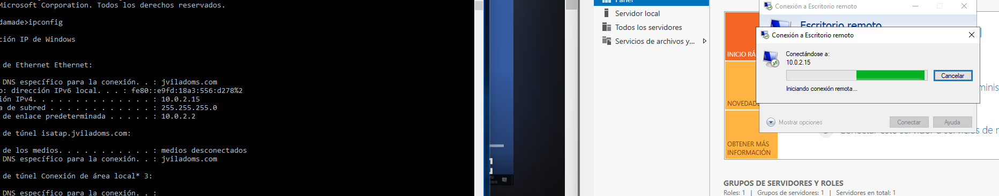 Microsoft Corporation. Todos los derechos reservados.
damade>ipconfig
ción IP de Windows
de Ethernet Ethernet:
DNS específico para la conexión. . : jviladoms.com
o: dirección IPv6 local. . . : fe80::e9fd:18a3:556:d278%2
ión IPv4. . . . . . . . . . . . . . : 10.0.2.15
a de subred . . . . . . . . . . . . : 255.255.255.0
de enlace predeterminada . . . . . : 10.0.2.2
de túnel isatap.jviladoms.com:
de los medios. . . . . . . . . . . : medios desconectados
DNS específico para la conexión. . : jviladoms.com
de túnel Conexión de área local* 3:
DNS específico para la conexión. . :
Panel
Servidor local
Todos los servidores
Servicios de archivos y...
Conexión a Escritorio remoto
Escritorio remoto
Conexión a Escritorio remoto
Conectándose a:
10.0.2.15
Cancelar
Iniciando conexión remota...
Mostrar opciones
Conectar
Ayuda
INICIO RÁ
NOVEDADE
OBTENER MÁS
INFORMACIÓN
minis
Conectar este servidor a servicios de n
GRUPOS DE SERVIDORES Y ROLES
Roles: 1 | Grupos de servidores: 1 | Servidores en total: 1